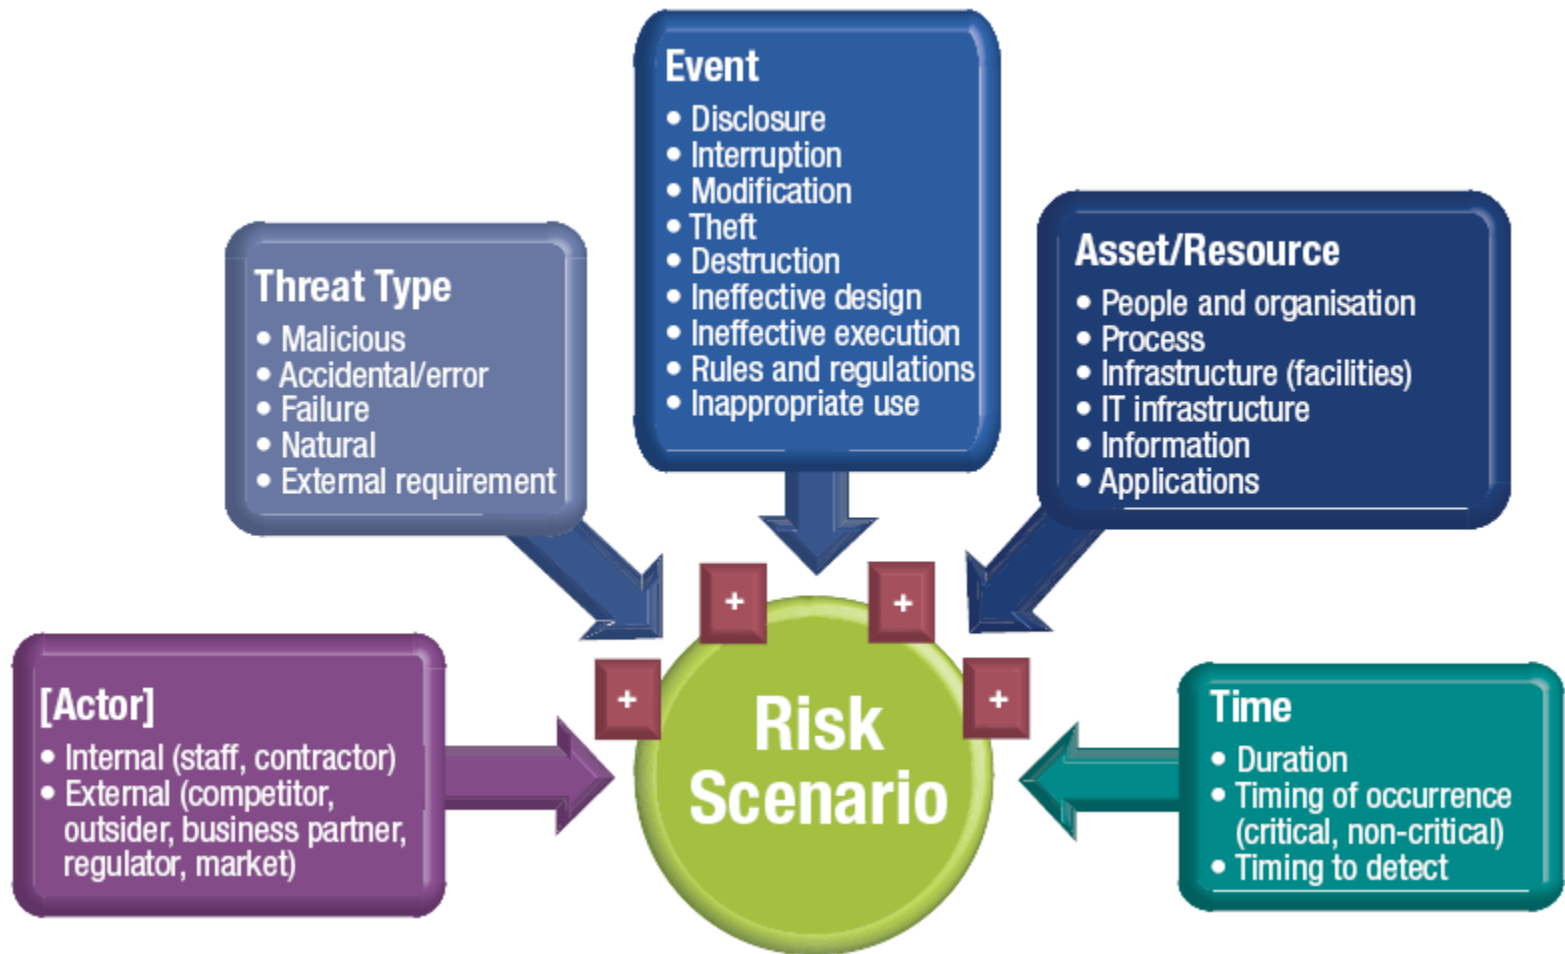 Event
• Disclosure
• Interruption
• Modification
• Theft
• Destruction
• Ineffective design
• Ineffective execution
• Rules and regulations
• Inappropriate use
Threat Type
• Malicious
• Accidental/error
• Failure
• Natural
• External requirement
Asset/Resource
• People and organisation
• Process
• Infrastructure (facilities)
• IT infrastructure
• Information
• Applications
[Actor]
• Internal (staff, contractor)
• External (competitor,
outsider, business partner,
regulator, market)
+
+
+
+
Risk
Scenario
Time
• Duration
• Timing of occurrence
(critical, non-critical)
• Timing to detect